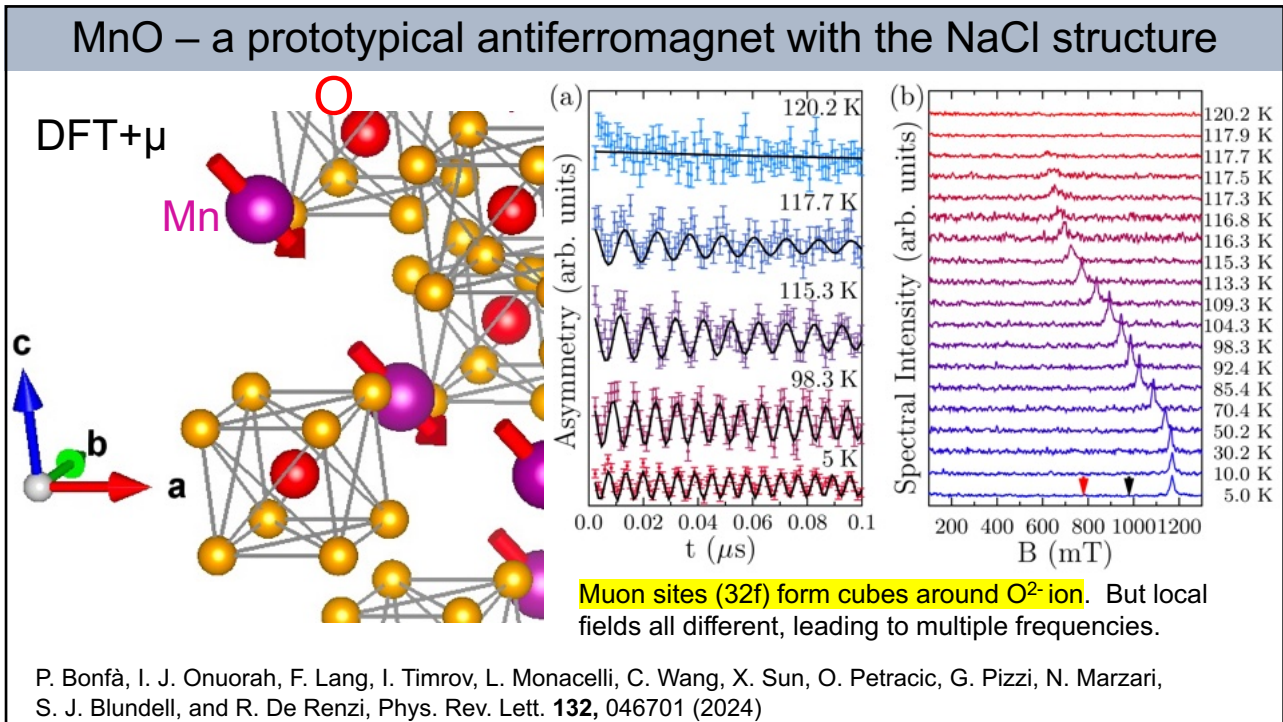 MnO – a prototypical antiferromagnet with the NaCl structure
DFT+μ
O
Mn
c
b
a
(a)
Asymmetry (arb. units)
120.2 K
117.7 K
115.3 K
98.3 K
5 K
0.0 0.02 0.04 0.06 0.08 0.1
t (μs)
(b)
Spectral Intensity (arb. units)
120.2 K
117.9 K
117.7 K
117.5 K
117.3 K
116.8 K
116.3 K
115.3 K
113.3 K
109.3 K
104.3 K
98.3 K
92.4 K
85.4 K
70.4 K
50.2 K
30.2 K
10.0 K
5.0 K
200 400 600 800 1000 1200
B (mT)
Muon sites (32f) form cubes around O²⁻ ion. But local
fields all different, leading to multiple frequencies.
P. Bonfà, I. J. Onuorah, F. Lang, I. Timrov, L. Monacelli, C. Wang, X. Sun, O. Petracic, G. Pizzi, N. Marzari,
S. J. Blundell, and R. De Renzi, Phys. Rev. Lett. 132, 046701 (2024)